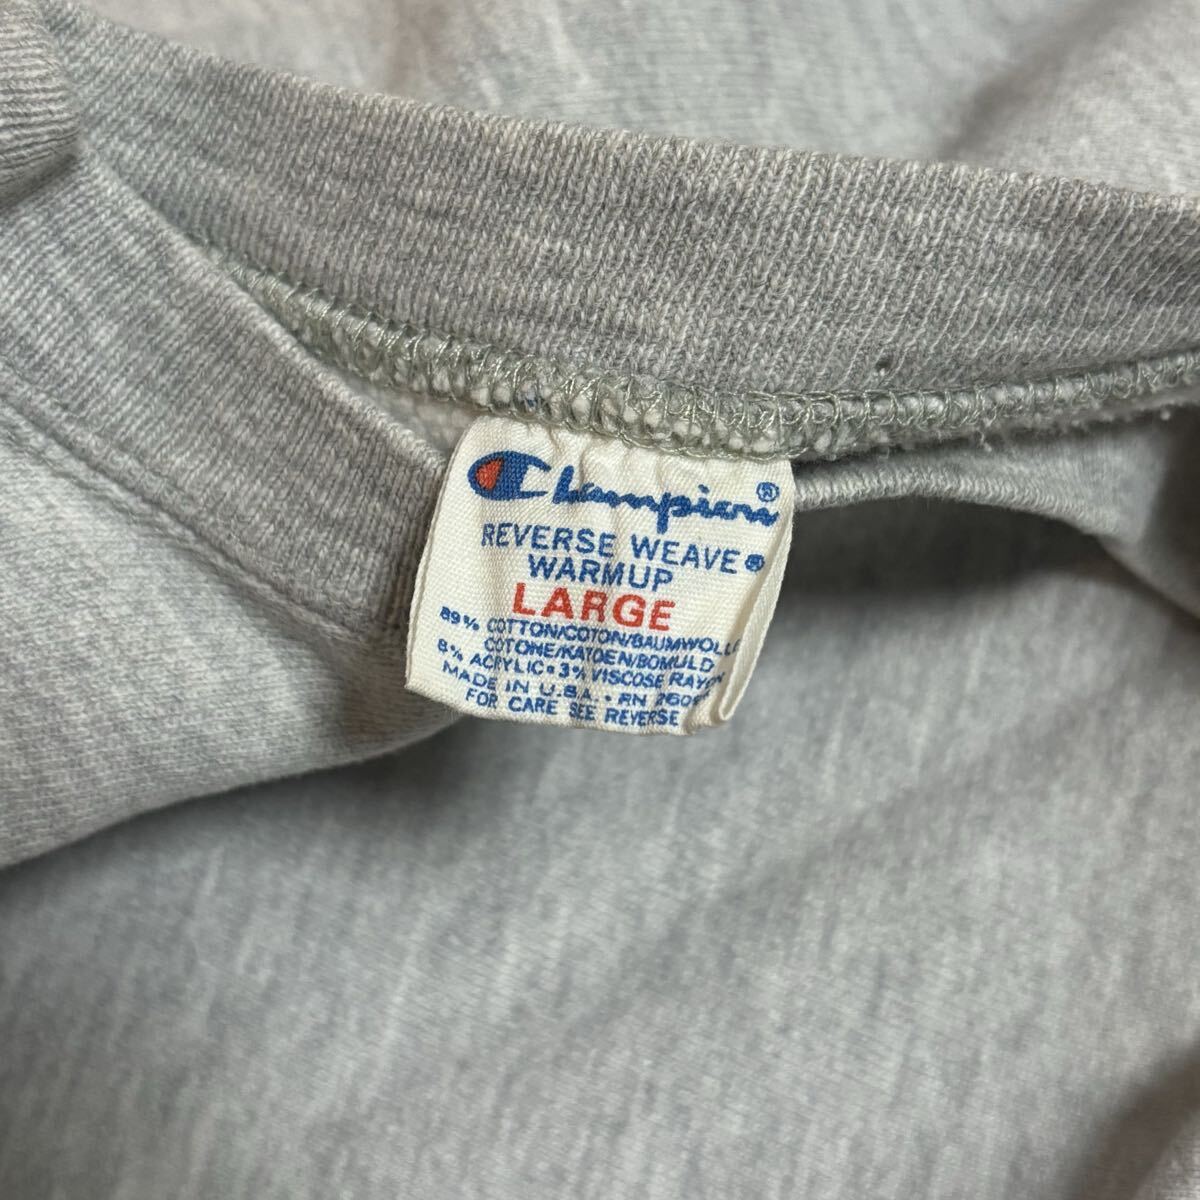 Champion®
REVERSE WEAVE®
WARMUP
LARGE
89% COTTON/COTON/BAUMWOLLE
COTONE/KATOEN/BOMULD
8% ACRYLIC • 3% VISCOSE RAYON
MADE IN U.S.A. • RN
FOR CARE SEE REVERSE